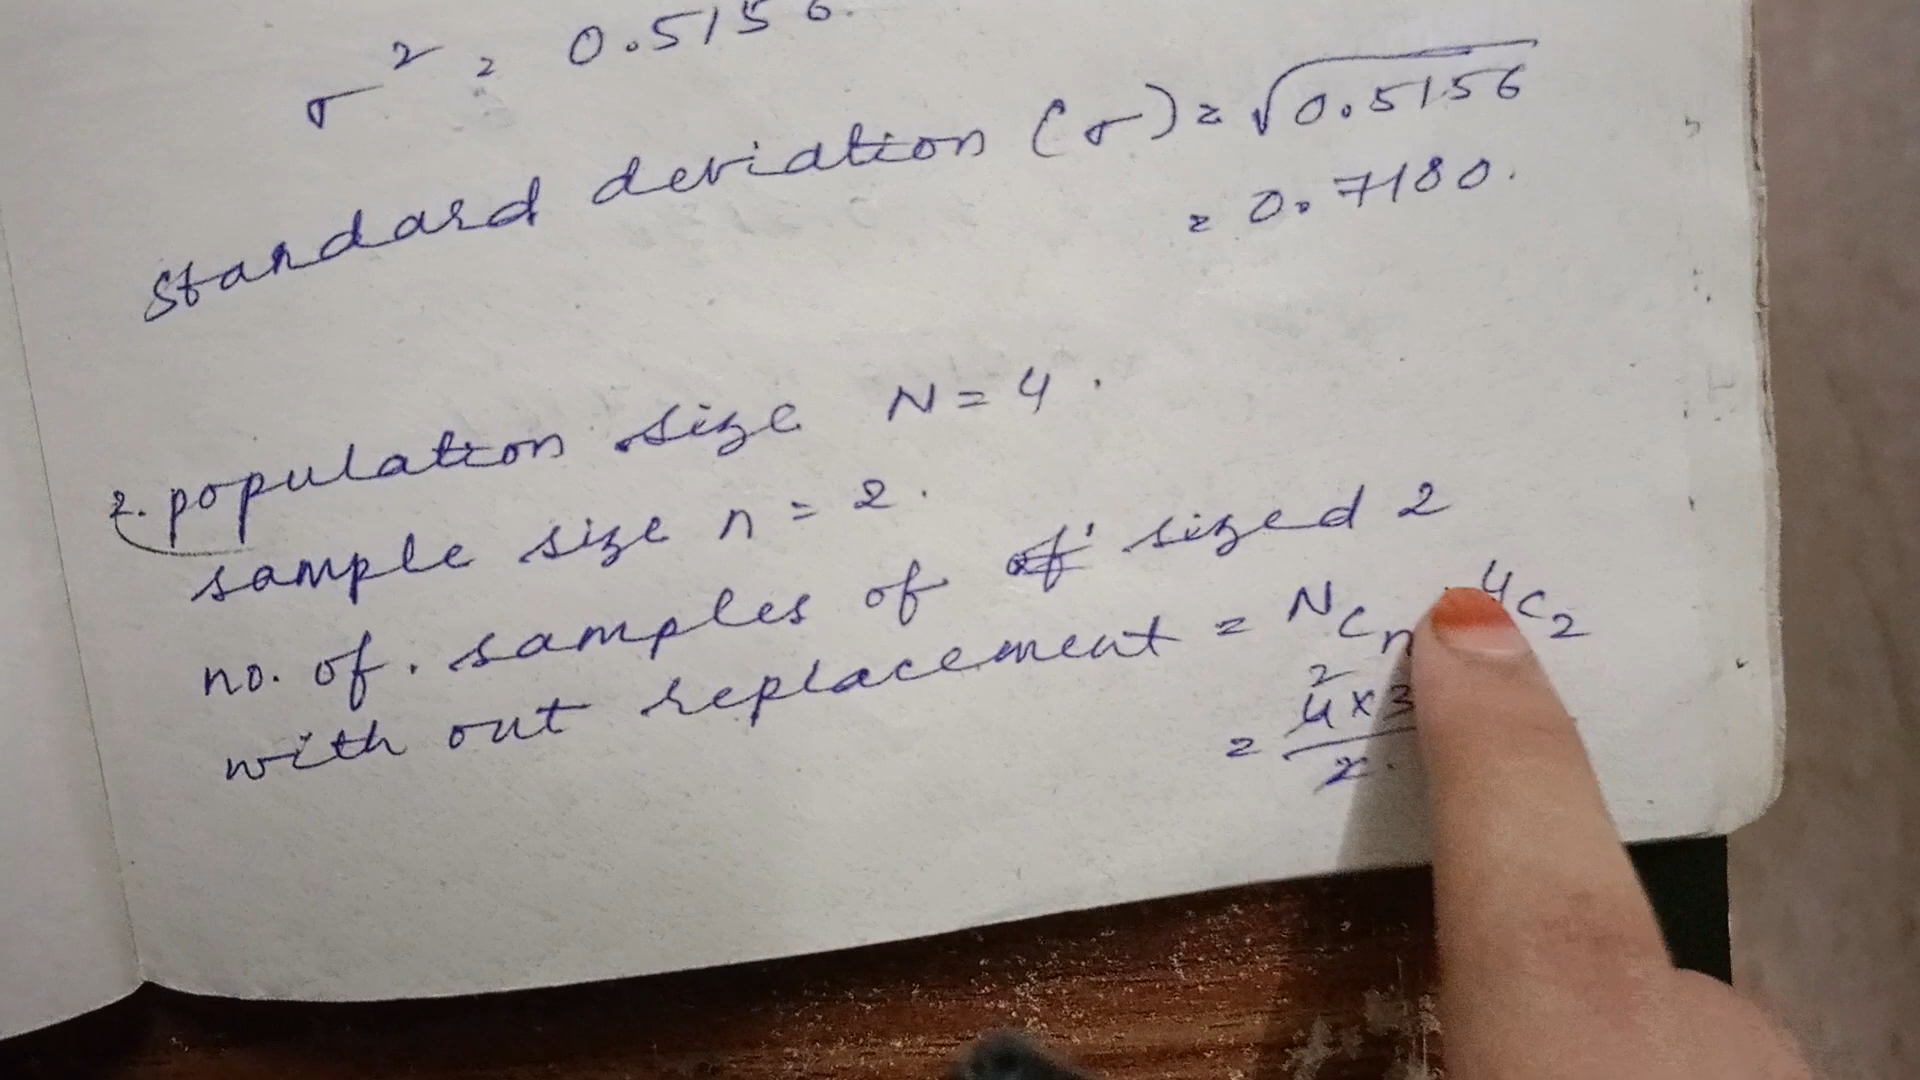 σ² = 0.5156.
standard deviation (σ) = √0.5156
= 0.7180.
2. population size N = 4.
sample size n = 2.
no. of. samples of sized 2
with out replacement = NCn 4C2
2
= 4 x 3
2.